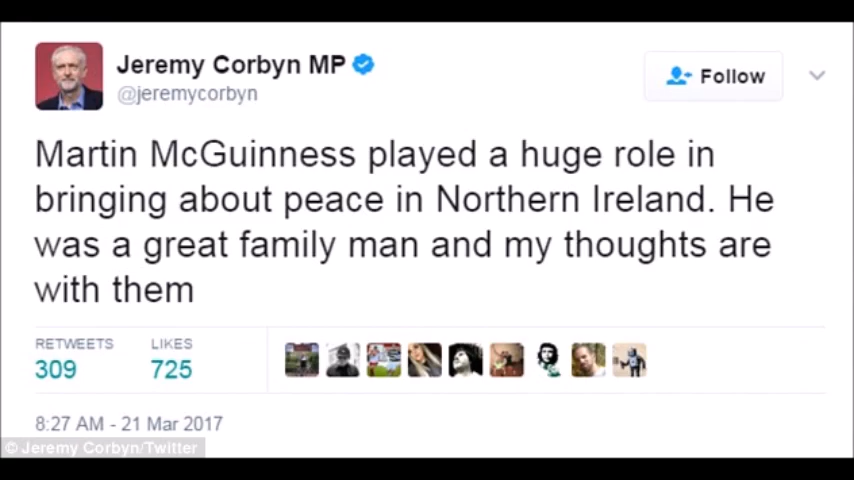 Jeremy Corbyn MP
@jeremycorbyn
Follow
Martin McGuinness played a huge role in
bringing about peace in Northern Ireland. He
was a great family man and my thoughts are
with them
RETWEETS LIKES
309 725
8:27 AM - 21 Mar 2017
© Jeremy Corbyn/Twitter